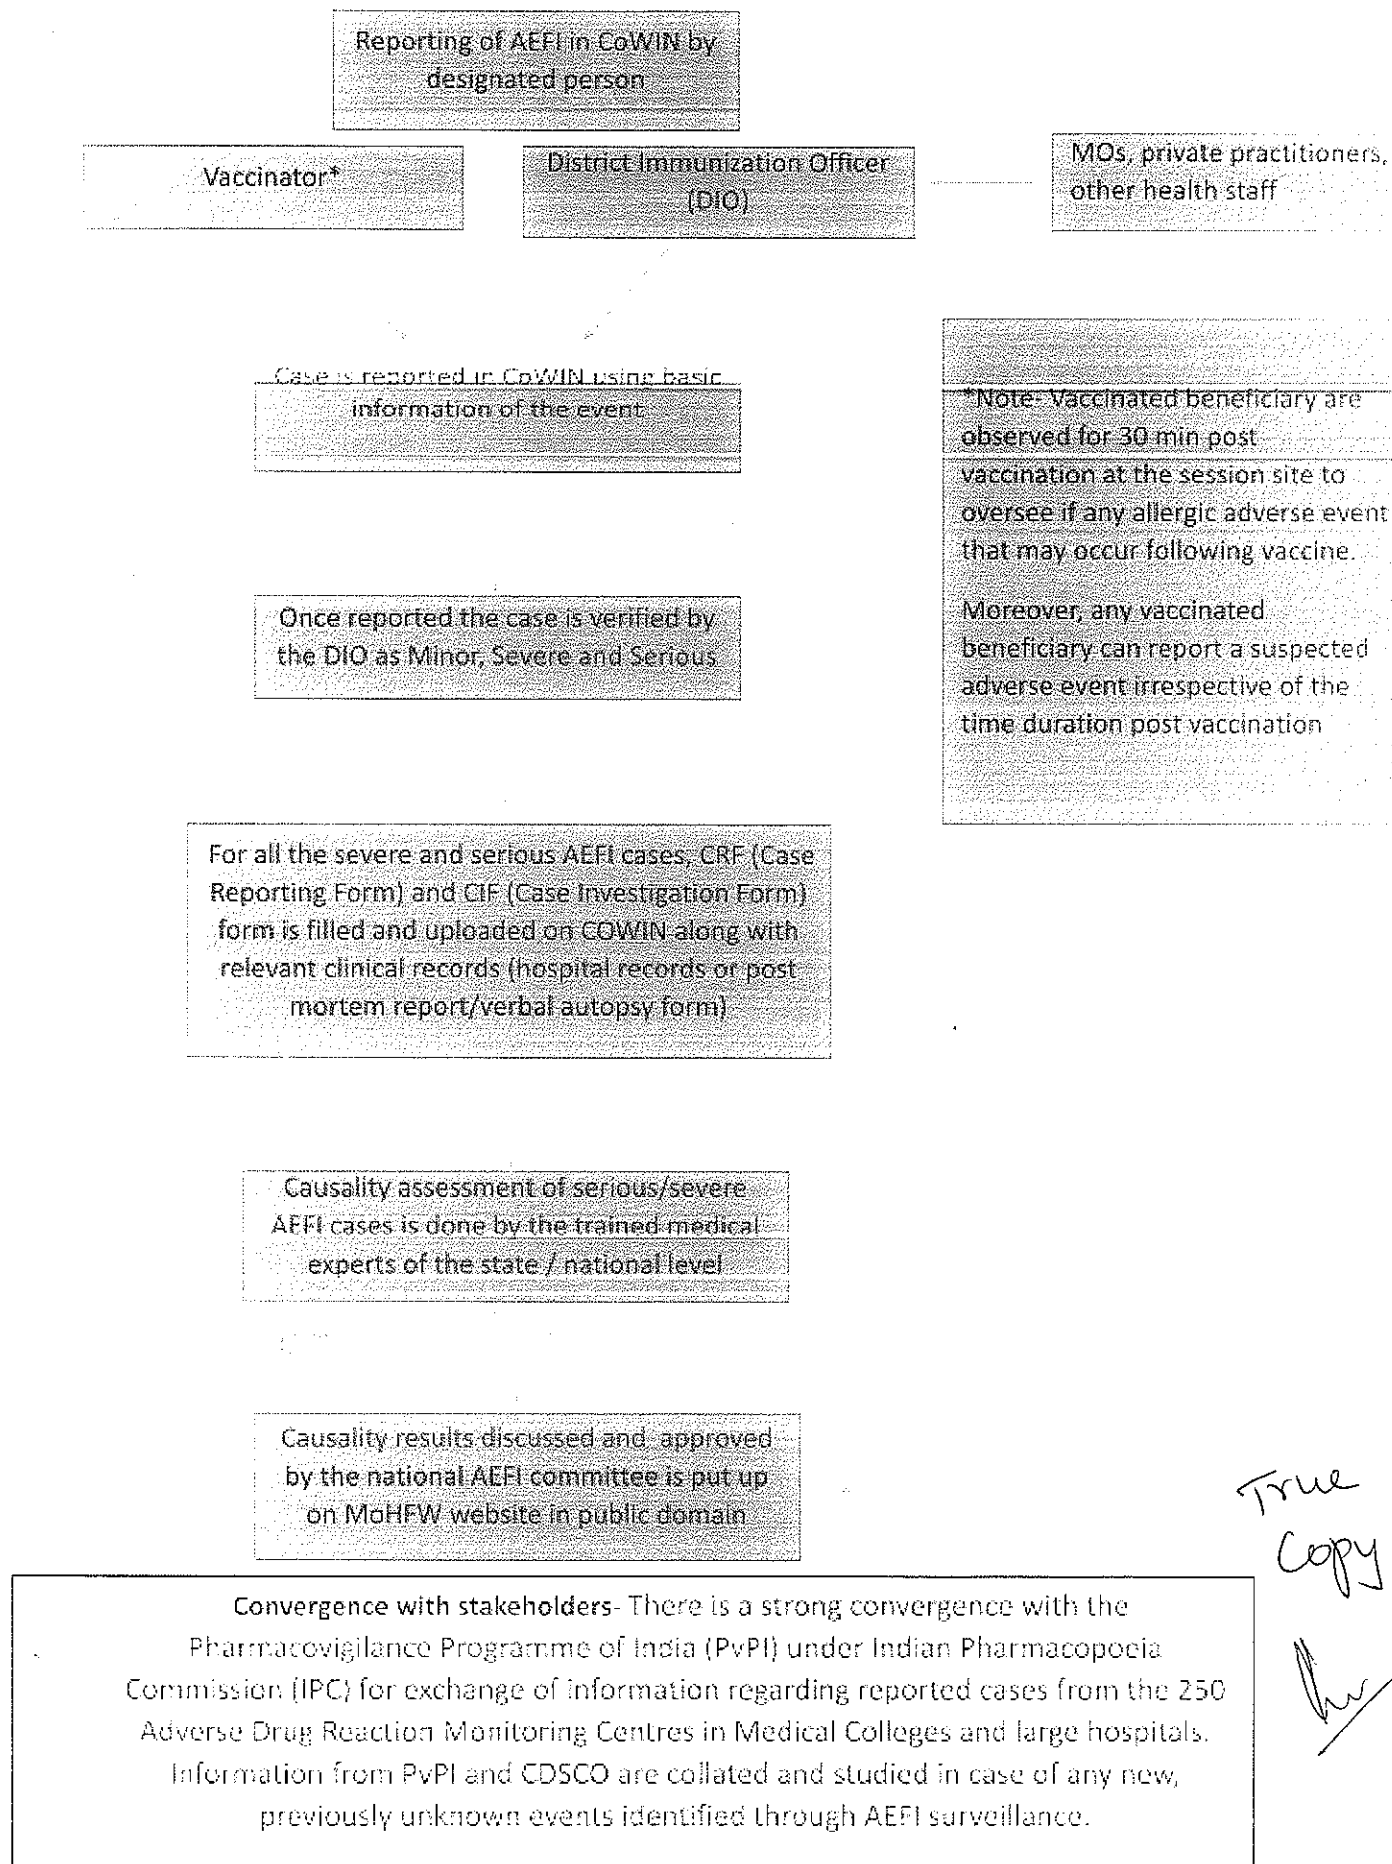 Reporting of AEFI in CoWIN by
designated person
Vaccinator*
District Immunization Officer
(DIO)
MOs, private practitioners,
other health staff
Case is reported in CoWIN using basic
information of the event
*Note- Vaccinated beneficiary are
observed for 30 min post
vaccination at the session site to
oversee if any allergic adverse event
that may occur following vaccine.
Moreover, any vaccinated
beneficiary can report a suspected
adverse event irrespective of the
time duration post vaccination
Once reported the case is verified by
the DIO as Minor, Severe and Serious
For all the severe and serious AEFI cases, CRF (Case
Reporting Form) and CIF (Case Investigation Form)
form is filled and uploaded on COWIN along with
relevant clinical records (hospital records or post
mortem report/verbal autopsy form)
Causality assessment of serious/severe
AEFI cases is done by the trained medical
experts of the state / national level
Causality results discussed and approved
by the national AEFI committee is put up
on MoHFW website in public domain
True
Copy
Convergence with stakeholders- There is a strong convergence with the
Pharmacovigilance Programme of India (PvPI) under Indian Pharmacopoeia
Commission (IPC) for exchange of information regarding reported cases from the 250
Adverse Drug Reaction Monitoring Centres in Medical Colleges and large hospitals.
Information from PvPI and CDSCO are collated and studied in case of any new,
previously unknown events identified through AEFI surveillance.